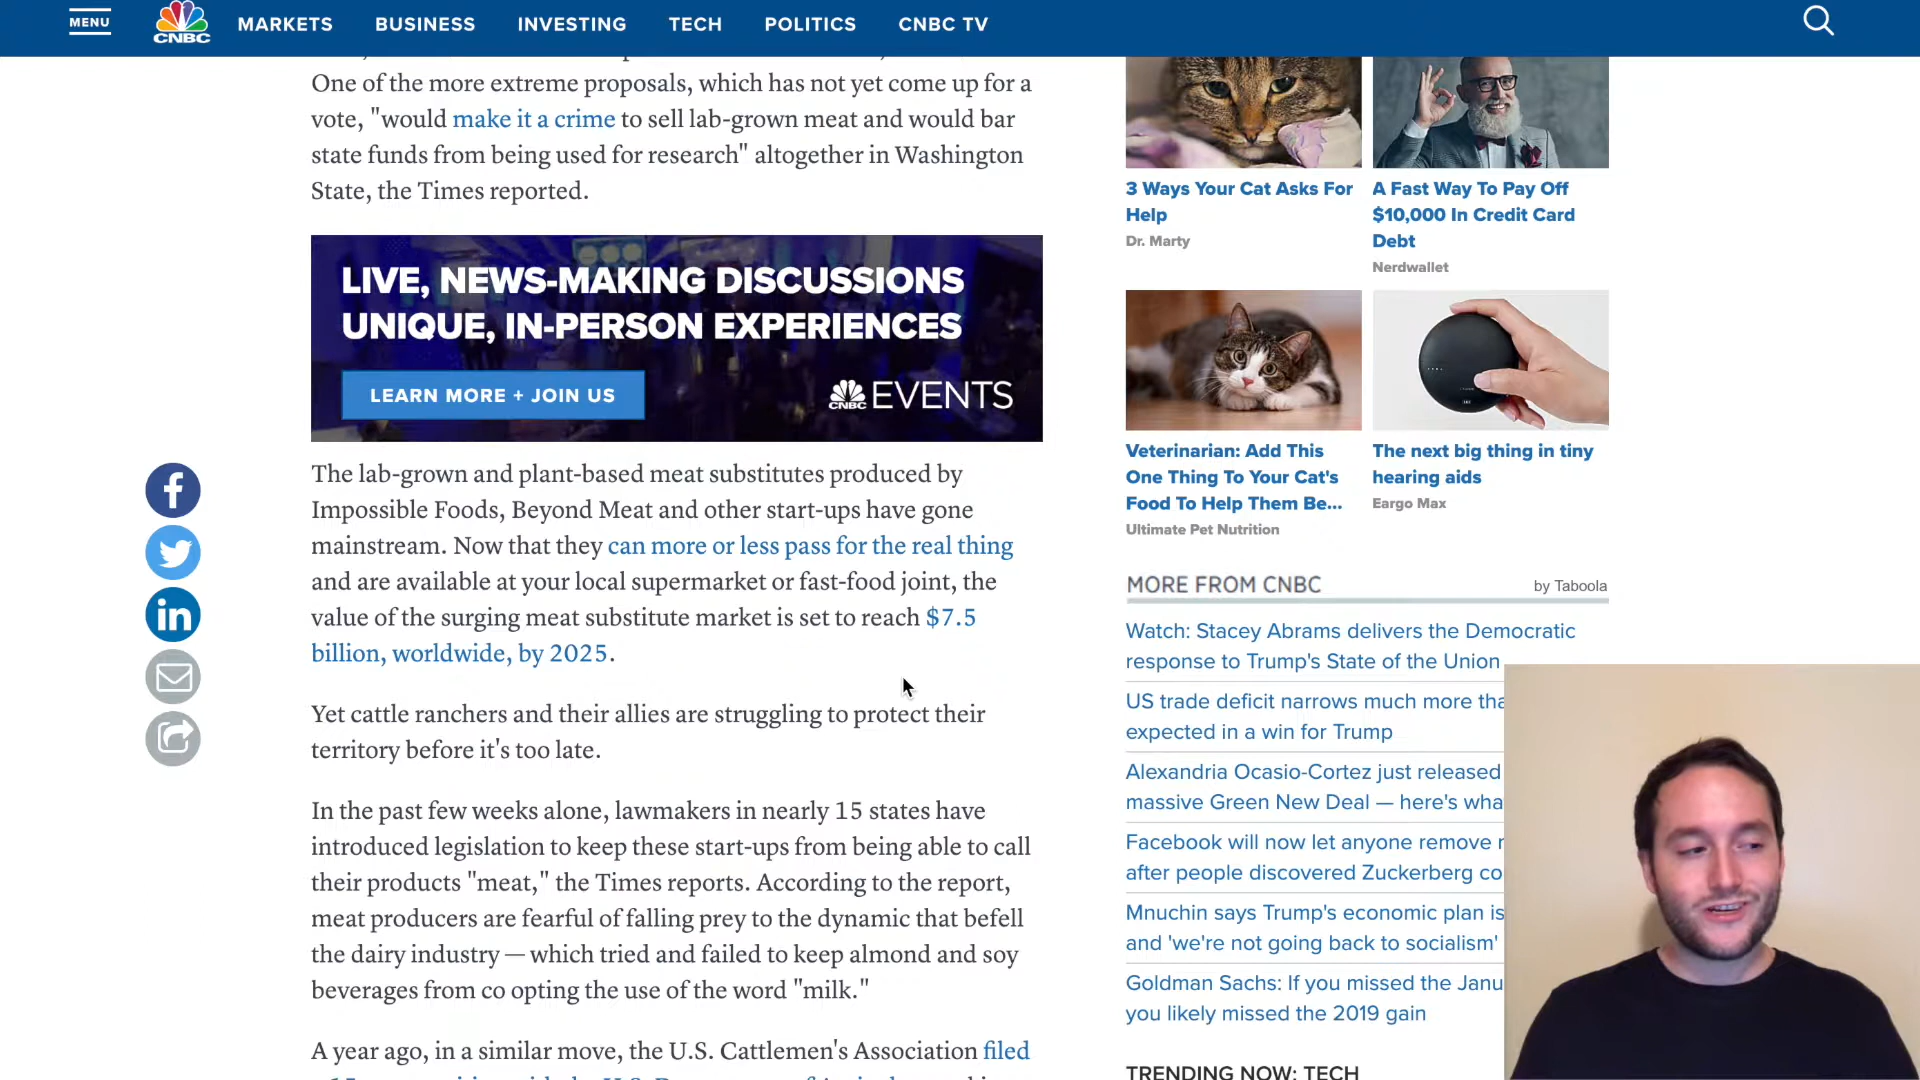 MENU
CNBC
MARKETS
BUSINESS
INVESTING
TECH
POLITICS
CNBC TV
One of the more extreme proposals, which has not yet come up for a
vote, "would make it a crime to sell lab-grown meat and would bar
state funds from being used for research" altogether in Washington
State, the Times reported.
LIVE, NEWS-MAKING DISCUSSIONS
UNIQUE, IN-PERSON EXPERIENCES
LEARN MORE + JOIN US
CNBC EVENTS
The lab-grown and plant-based meat substitutes produced by
Impossible Foods, Beyond Meat and other start-ups have gone
mainstream. Now that they can more or less pass for the real thing
and are available at your local supermarket or fast-food joint, the
value of the surging meat substitute market is set to reach $7.5
billion, worldwide, by 2025.
Yet cattle ranchers and their allies are struggling to protect their
territory before it's too late.
In the past few weeks alone, lawmakers in nearly 15 states have
introduced legislation to keep these start-ups from being able to call
their products "meat," the Times reports. According to the report,
meat producers are fearful of falling prey to the dynamic that befell
the dairy industry — which tried and failed to keep almond and soy
beverages from co opting the use of the word "milk."
A year ago, in a similar move, the U.S. Cattlemen's Association filed
3 Ways Your Cat Asks For
Help
Dr. Marty
A Fast Way To Pay Off
$10,000 In Credit Card
Debt
Nerdwallet
Veterinarian: Add This
One Thing To Your Cat's
Food To Help Them Be...
Ultimate Pet Nutrition
The next big thing in tiny
hearing aids
Eargo Max
MORE FROM CNBC
by Taboola
Watch: Stacey Abrams delivers the Democratic
response to Trump's State of the Union
US trade deficit narrows much more tha
expected in a win for Trump
Alexandria Ocasio-Cortez just released
massive Green New Deal — here's wha
Facebook will now let anyone remove
after people discovered Zuckerberg co
Mnuchin says Trump's economic plan is
and 'we're not going back to socialism'
Goldman Sachs: If you missed the Janu
you likely missed the 2019 gain
TRENDING NOW: TECH